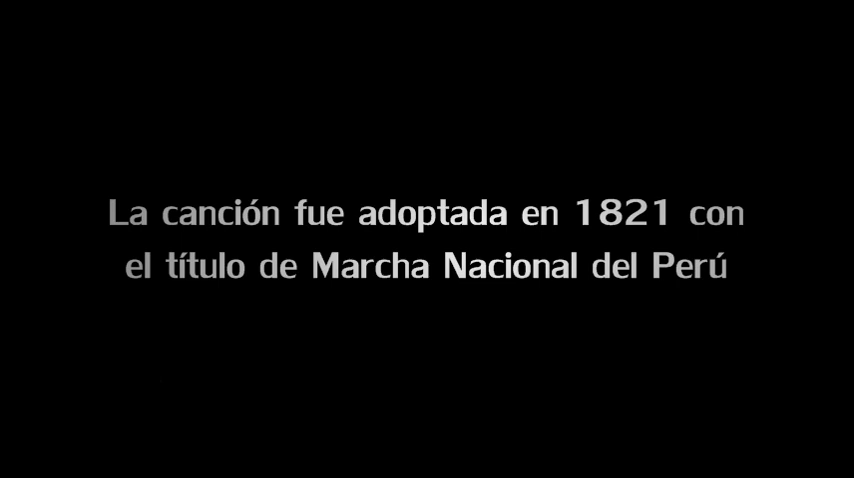 La canción fue adoptada en 1821 con
el título de Marcha Nacional del Perú